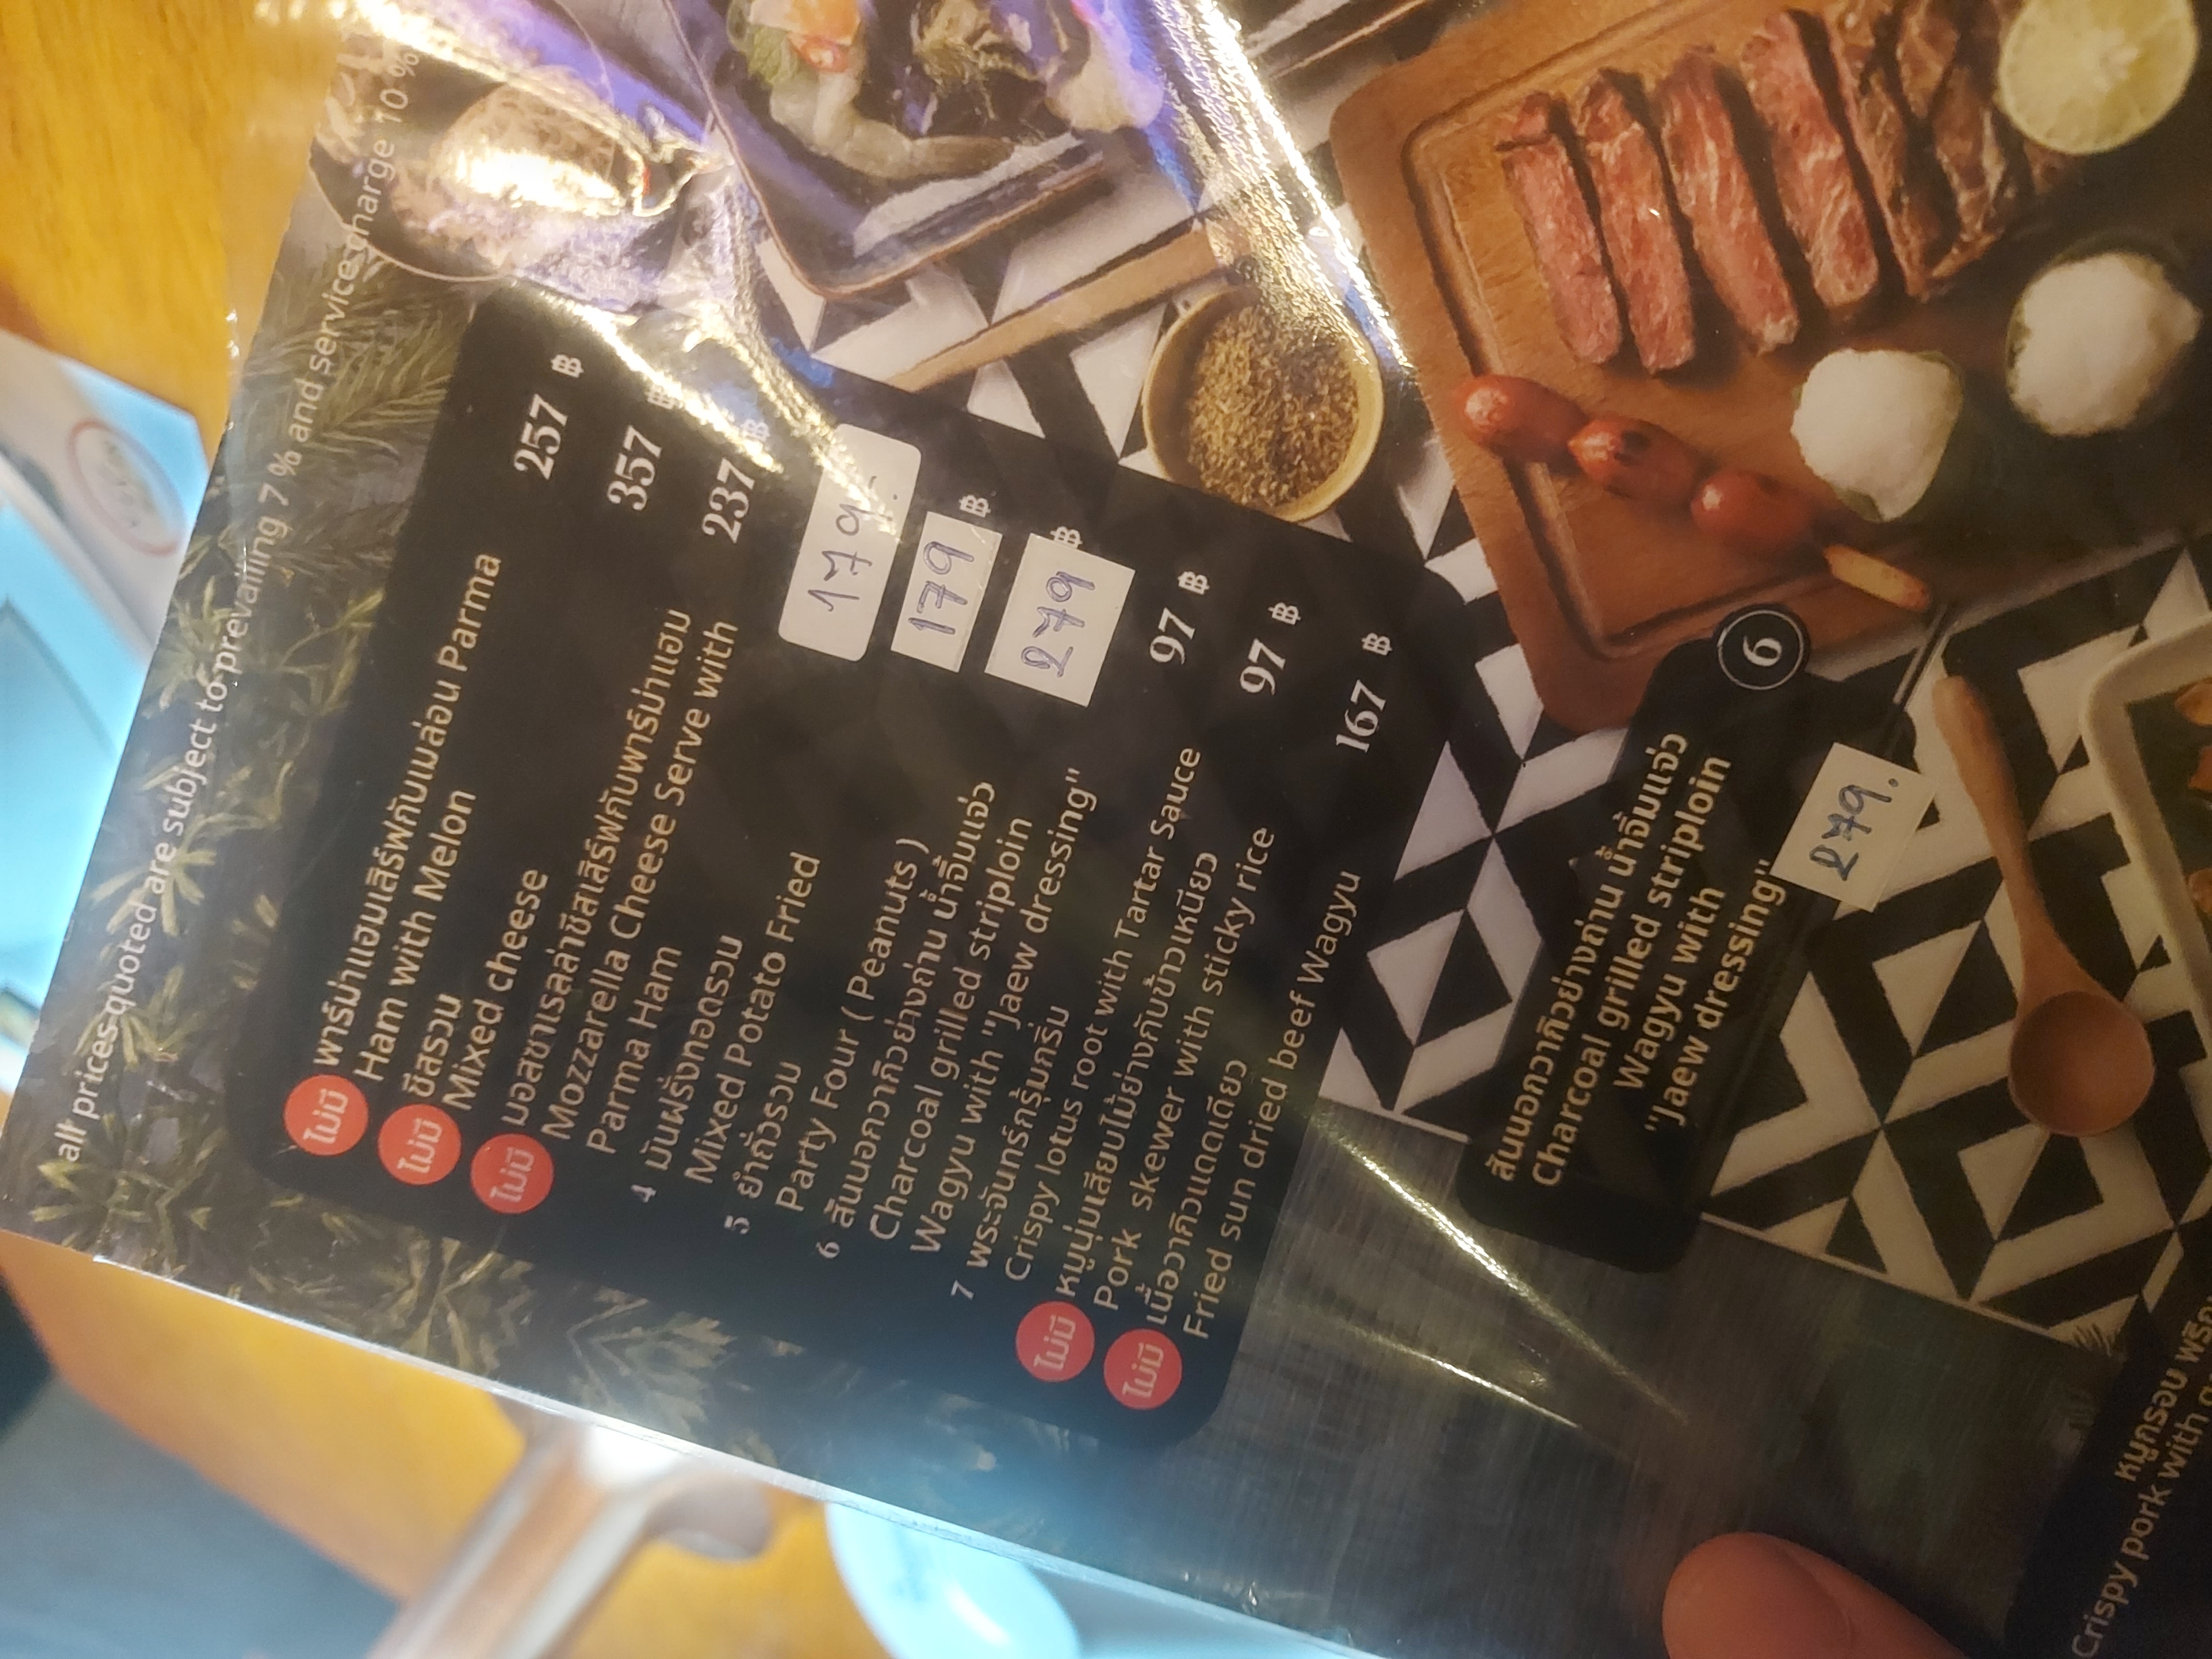 all prices quoted are subject to prevailing 7 % and service charge 10 %
ไม่มี พาร์ม่าแฮมเสิร์ฟกับเมล่อน Parma 257 ฿
Ham with Melon
ไม่มี ชีสรวม 357 ฿
Mixed cheese
ไม่มี มอสซาเรลล่าชีสเสิร์ฟกับพาร์ม่าแฮม 237 ฿
Mozzarella Cheese Serve with
Parma Ham
4 มันฝรั่งทอดรวม 179.-
Mixed Potato Fried
5 ยำถั่วรวม 179 ฿
Party Four ( Peanuts )
6 สันนอกวากิวย่างถ่าน น้ำจิ้มแจ่ว 279 ฿
Charcoal grilled striploin
Wagyu with "Jaew dressing"
7 พระจันทร์กรุ้มกริ่ม 97 ฿
Crispy lotus root with Tartar Sauce
ไม่มี หมูนุ่มเสียบไม้ย่างกับข้าวเหนียว 97 ฿
Pork skewer with sticky rice
ไม่มี เนื้อวากิวแดดเดียว 167 ฿
Fried sun dried beef Wagyu
6
สันนอกวากิวย่างถ่าน น้ำจิ้มแจ่ว
Charcoal grilled striploin
Wagyu with
"Jaew dressing"
279.
หมูกรอบ
Crispy pork with